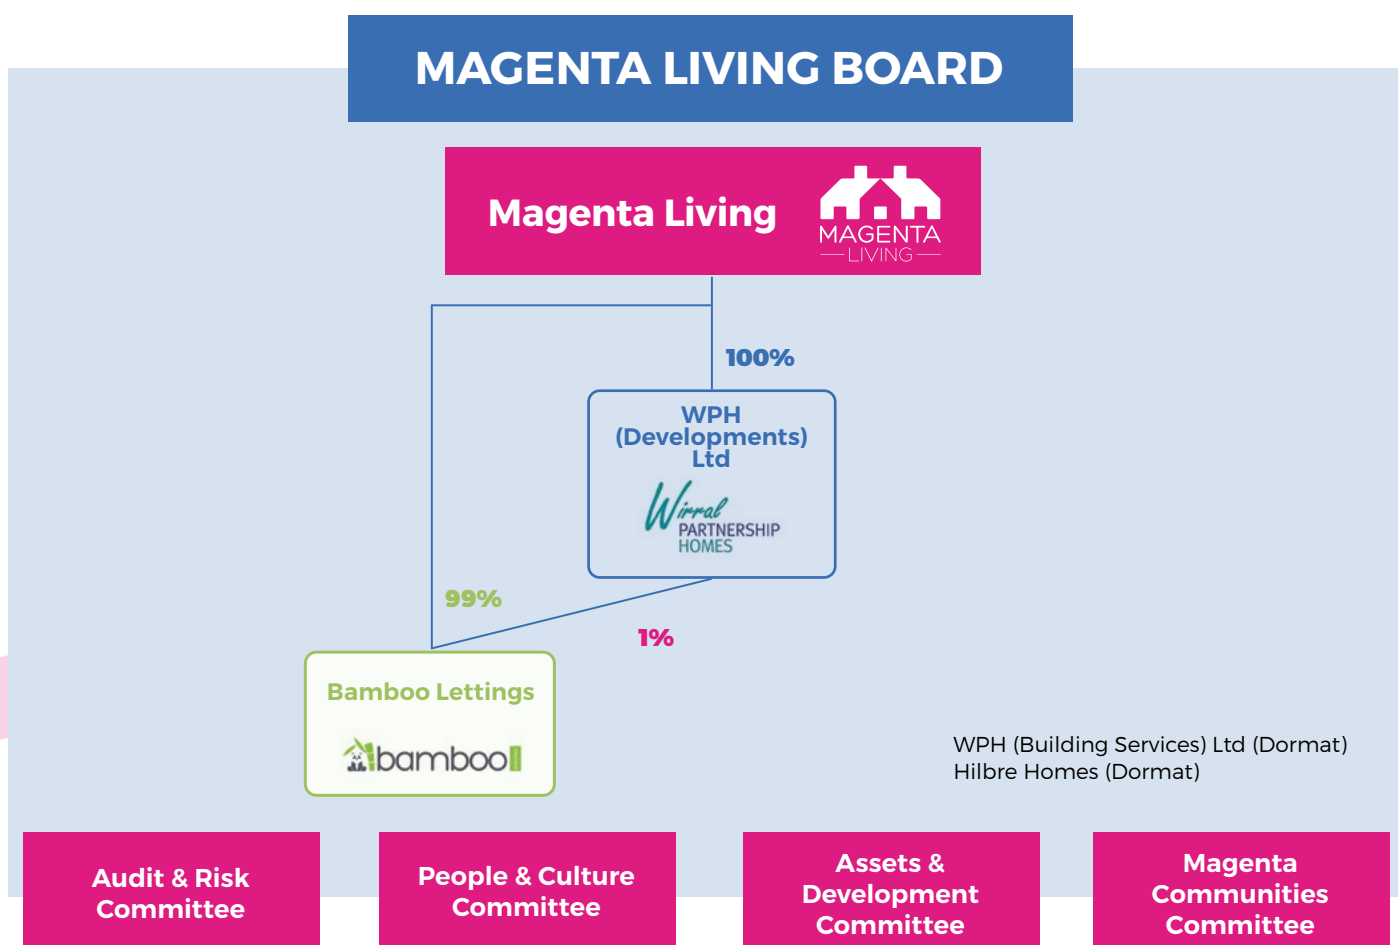 MAGENTA LIVING BOARD
Magenta Living
MAGENTA
LIVING
100%
WPH
(Developments)
Ltd
Wirral
PARTNERSHIP
HOMES
99%
1%
Bamboo Lettings
bamboo
WPH (Building Services) Ltd (Dormat)
Hilbre Homes (Dormat)
Audit & Risk
Committee
People & Culture
Committee
Assets &
Development
Committee
Magenta
Communities
Committee